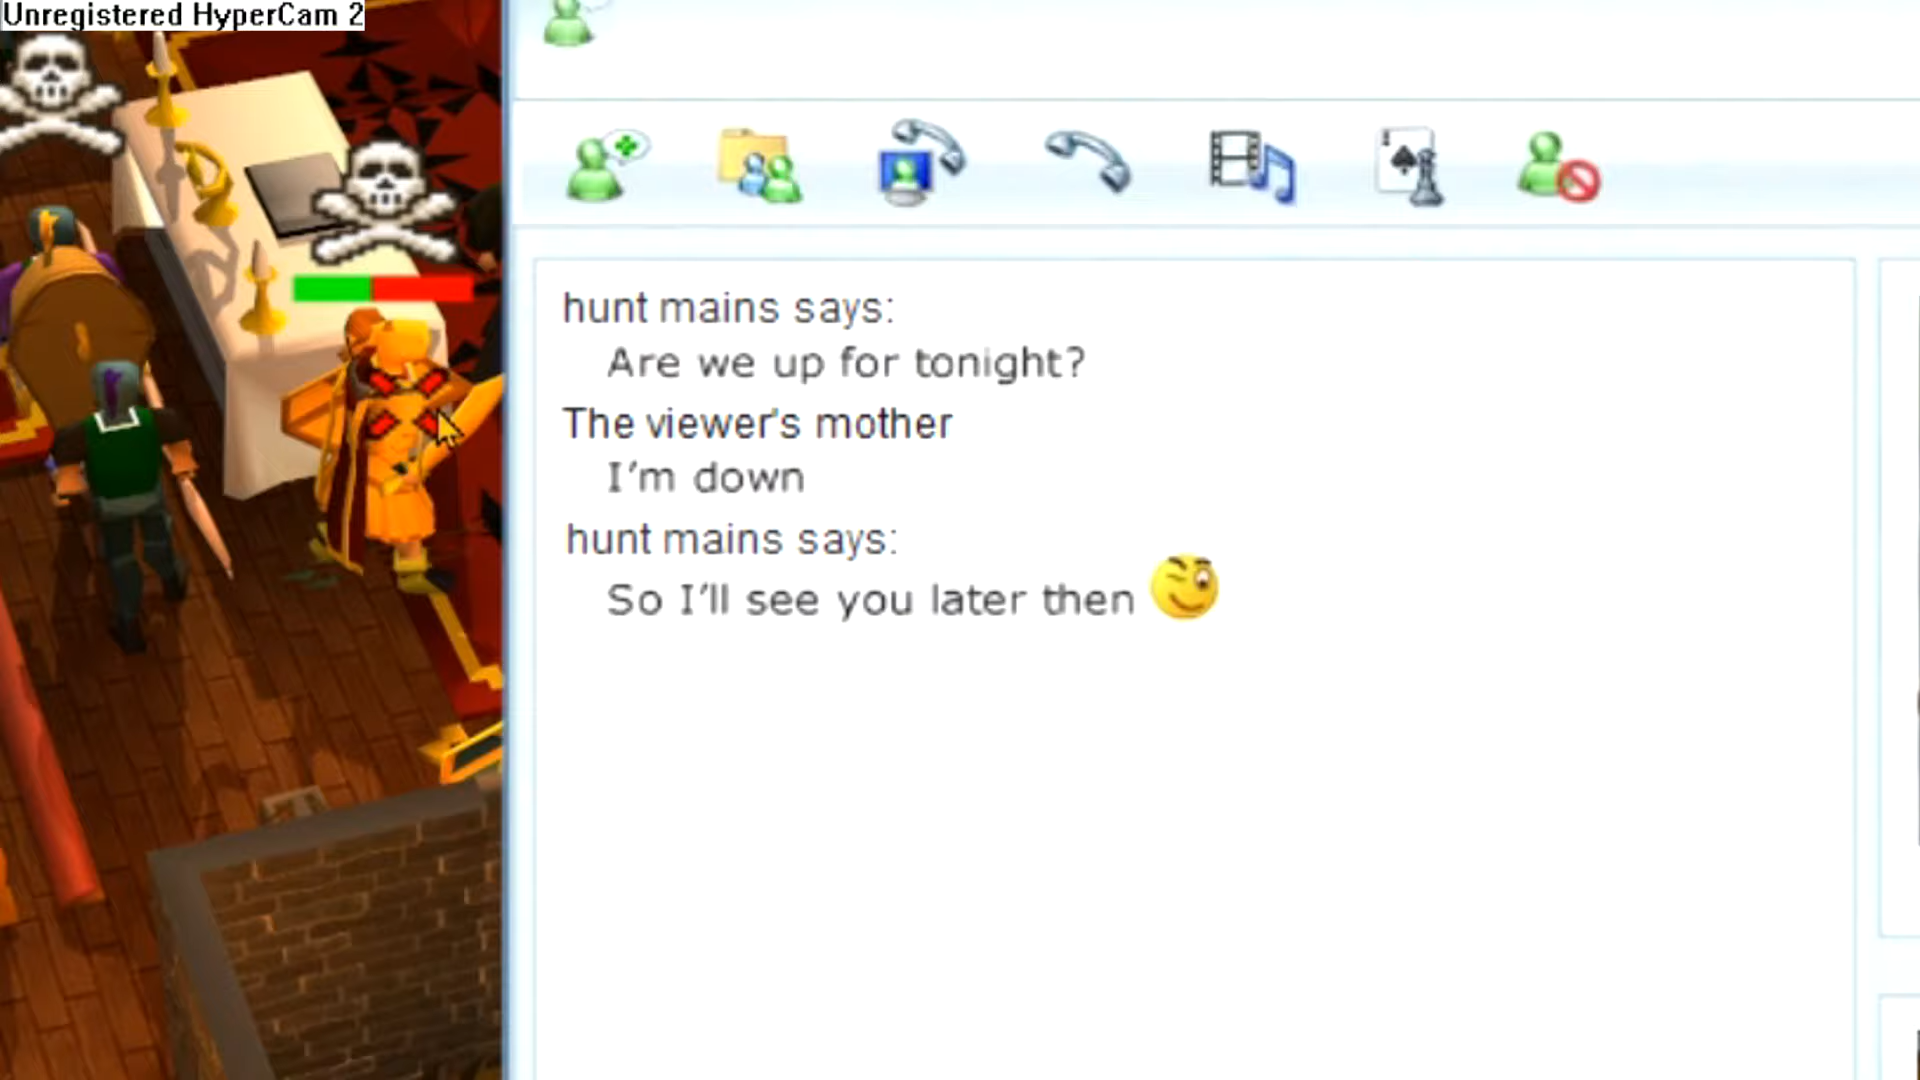 Unregistered HyperCam 2
hunt mains says:
Are we up for tonight?
The viewer's mother
I'm down
hunt mains says:
So I'll see you later then